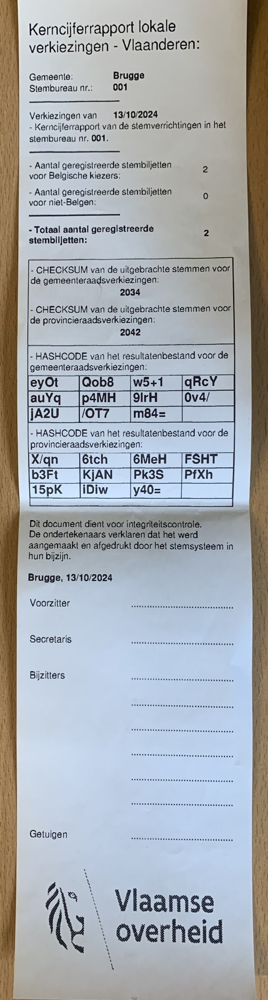 Kerncijferrapport lokale
verkiezingen - Vlaanderen:
Gemeente: Brugge
Stembureau nr.: 001
Verkiezingen van 13/10/2024
- Kerncijferrapport van de stemverrichtingen in het
stembureau nr. 001.
- Aantal geregistreerde stembiljetten
voor Belgische kiezers: 2
- Aantal geregistreerde stembiljetten
voor niet-Belgen: 0
- Totaal aantal geregistreerde
stembiljetten: 2
- CHECKSUM van de uitgebrachte stemmen voor
de gemeenteraadsverkiezingen:
2034
- CHECKSUM van de uitgebrachte stemmen voor
de provincieraadsverkiezingen:
2042
- HASHCODE van het resultatenbestand voor de
gemeenteraadsverkiezingen:
eyOt Qob8 w5+1 qRcY
auYq p4MH 9IrH 0v4/
jA2U /OT7 m84=
- HASHCODE van het resultatenbestand voor de
provincieraadsverkiezingen:
X/qn 6tch 6MeH FSHT
b3Ft KjAN Pk3S PfXh
15pK iDiw y40=
Dit document dient voor integriteitscontrole.
De ondertekenaars verklaren dat het werd
aangemaakt en afgedrukt door het stemsysteem in
hun bijzijn.
Brugge, 13/10/2024
Voorzitter
Secretaris
Bijzitters
Getuigen
Vlaamse
overheid